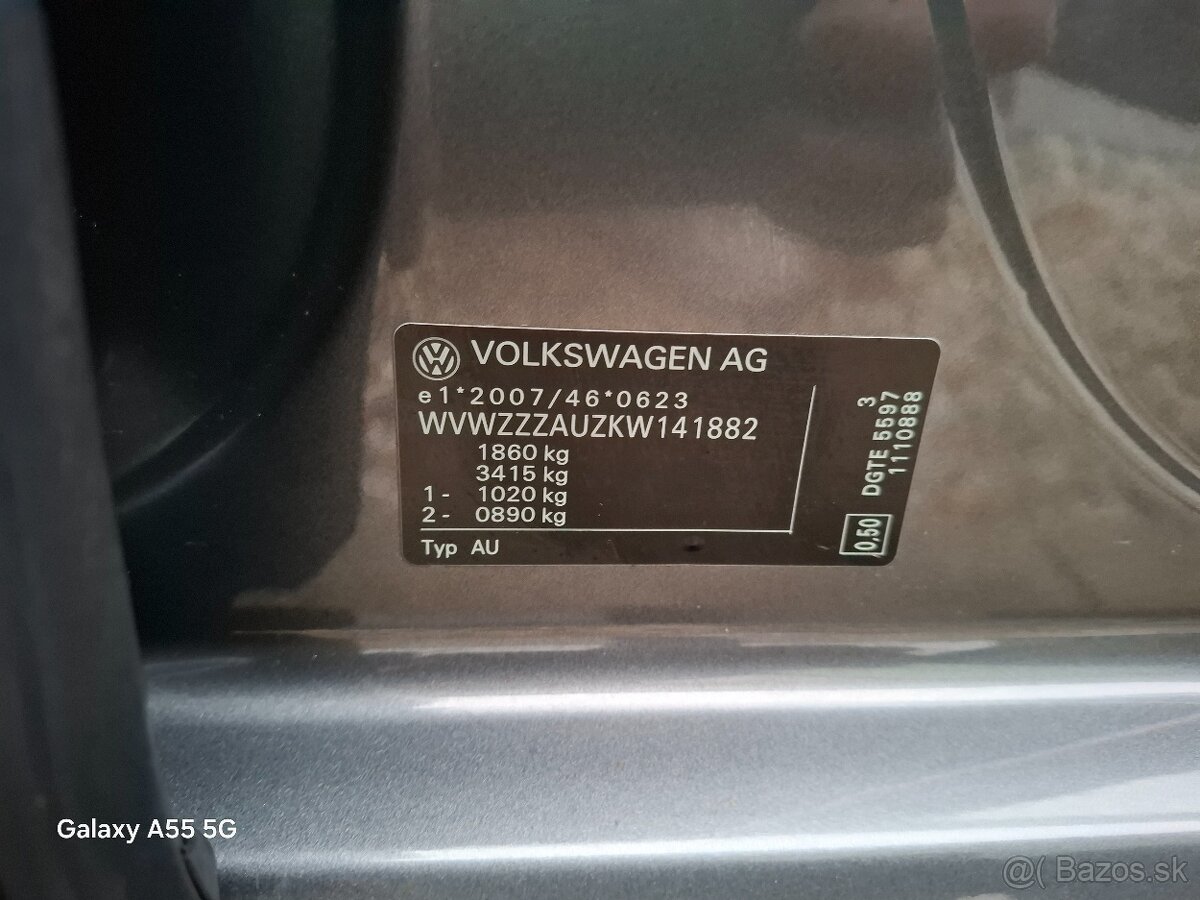 VOLKSWAGEN AG
e1*2007/46*0623
WVWZZZAUZKW141882
1860 kg
3415 kg
1- 1020 kg
2- 0890 kg
Typ AU
3
DGTE 5597
1110888
0,50
Galaxy A55 5G
@( Bazos.sk